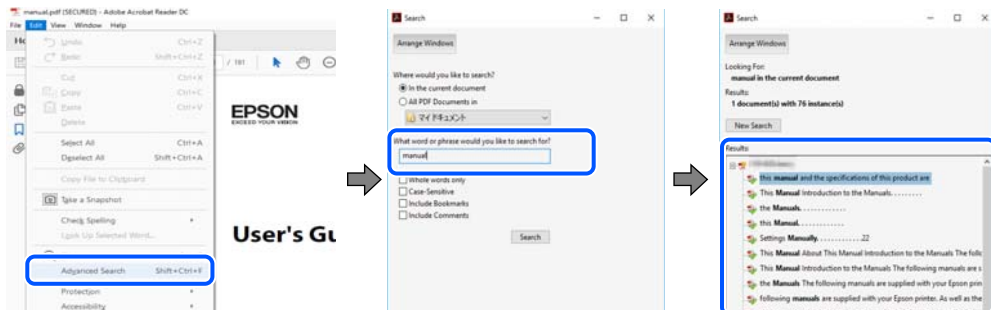 manual.pdf (SECURED) - Adobe Acrobat Reader DC
File Edit View Window Help
Undo Ctrl+Z
Redo Shift+Ctrl+Z
Cut Ctrl+X
Copy Ctrl+C
Paste Ctrl+V
Delete
Select All Ctrl+A
Deselect All Shift+Ctrl+A
Copy File to Clipboard
Take a Snapshot
Check Spelling
Look Up Selected Word...
Advanced Search Shift+Ctrl+F
Protection
Accessibility
/ 181
EPSON
EXCEED YOUR VISION
User's Gu
Search
Arrange Windows
Where would you like to search?
In the current document
All PDF Documents in
マイ ドキュメント
What word or phrase would you like to search for?
manual
Whole words only
Case-Sensitive
Include Bookmarks
Include Comments
Search
Search
Arrange Windows
Looking For:
manual in the current document
Results:
1 document(s) with 76 instance(s)
New Search
Results:
this manual and the specifications of this product are
This Manual Introduction to the Manuals. . . . . . . . .
the Manuals. . . . . . . . . . . . .
this Manual. . . . . . . . . . . . .
Settings Manually. . . . . . . . . . . . .22
This Manual About This Manual Introduction to the Manuals The follo
This Manual Introduction to the Manuals The following manuals are s
the Manuals The following manuals are supplied with your Epson prin
following manuals are supplied with your Epson printer. As well as the